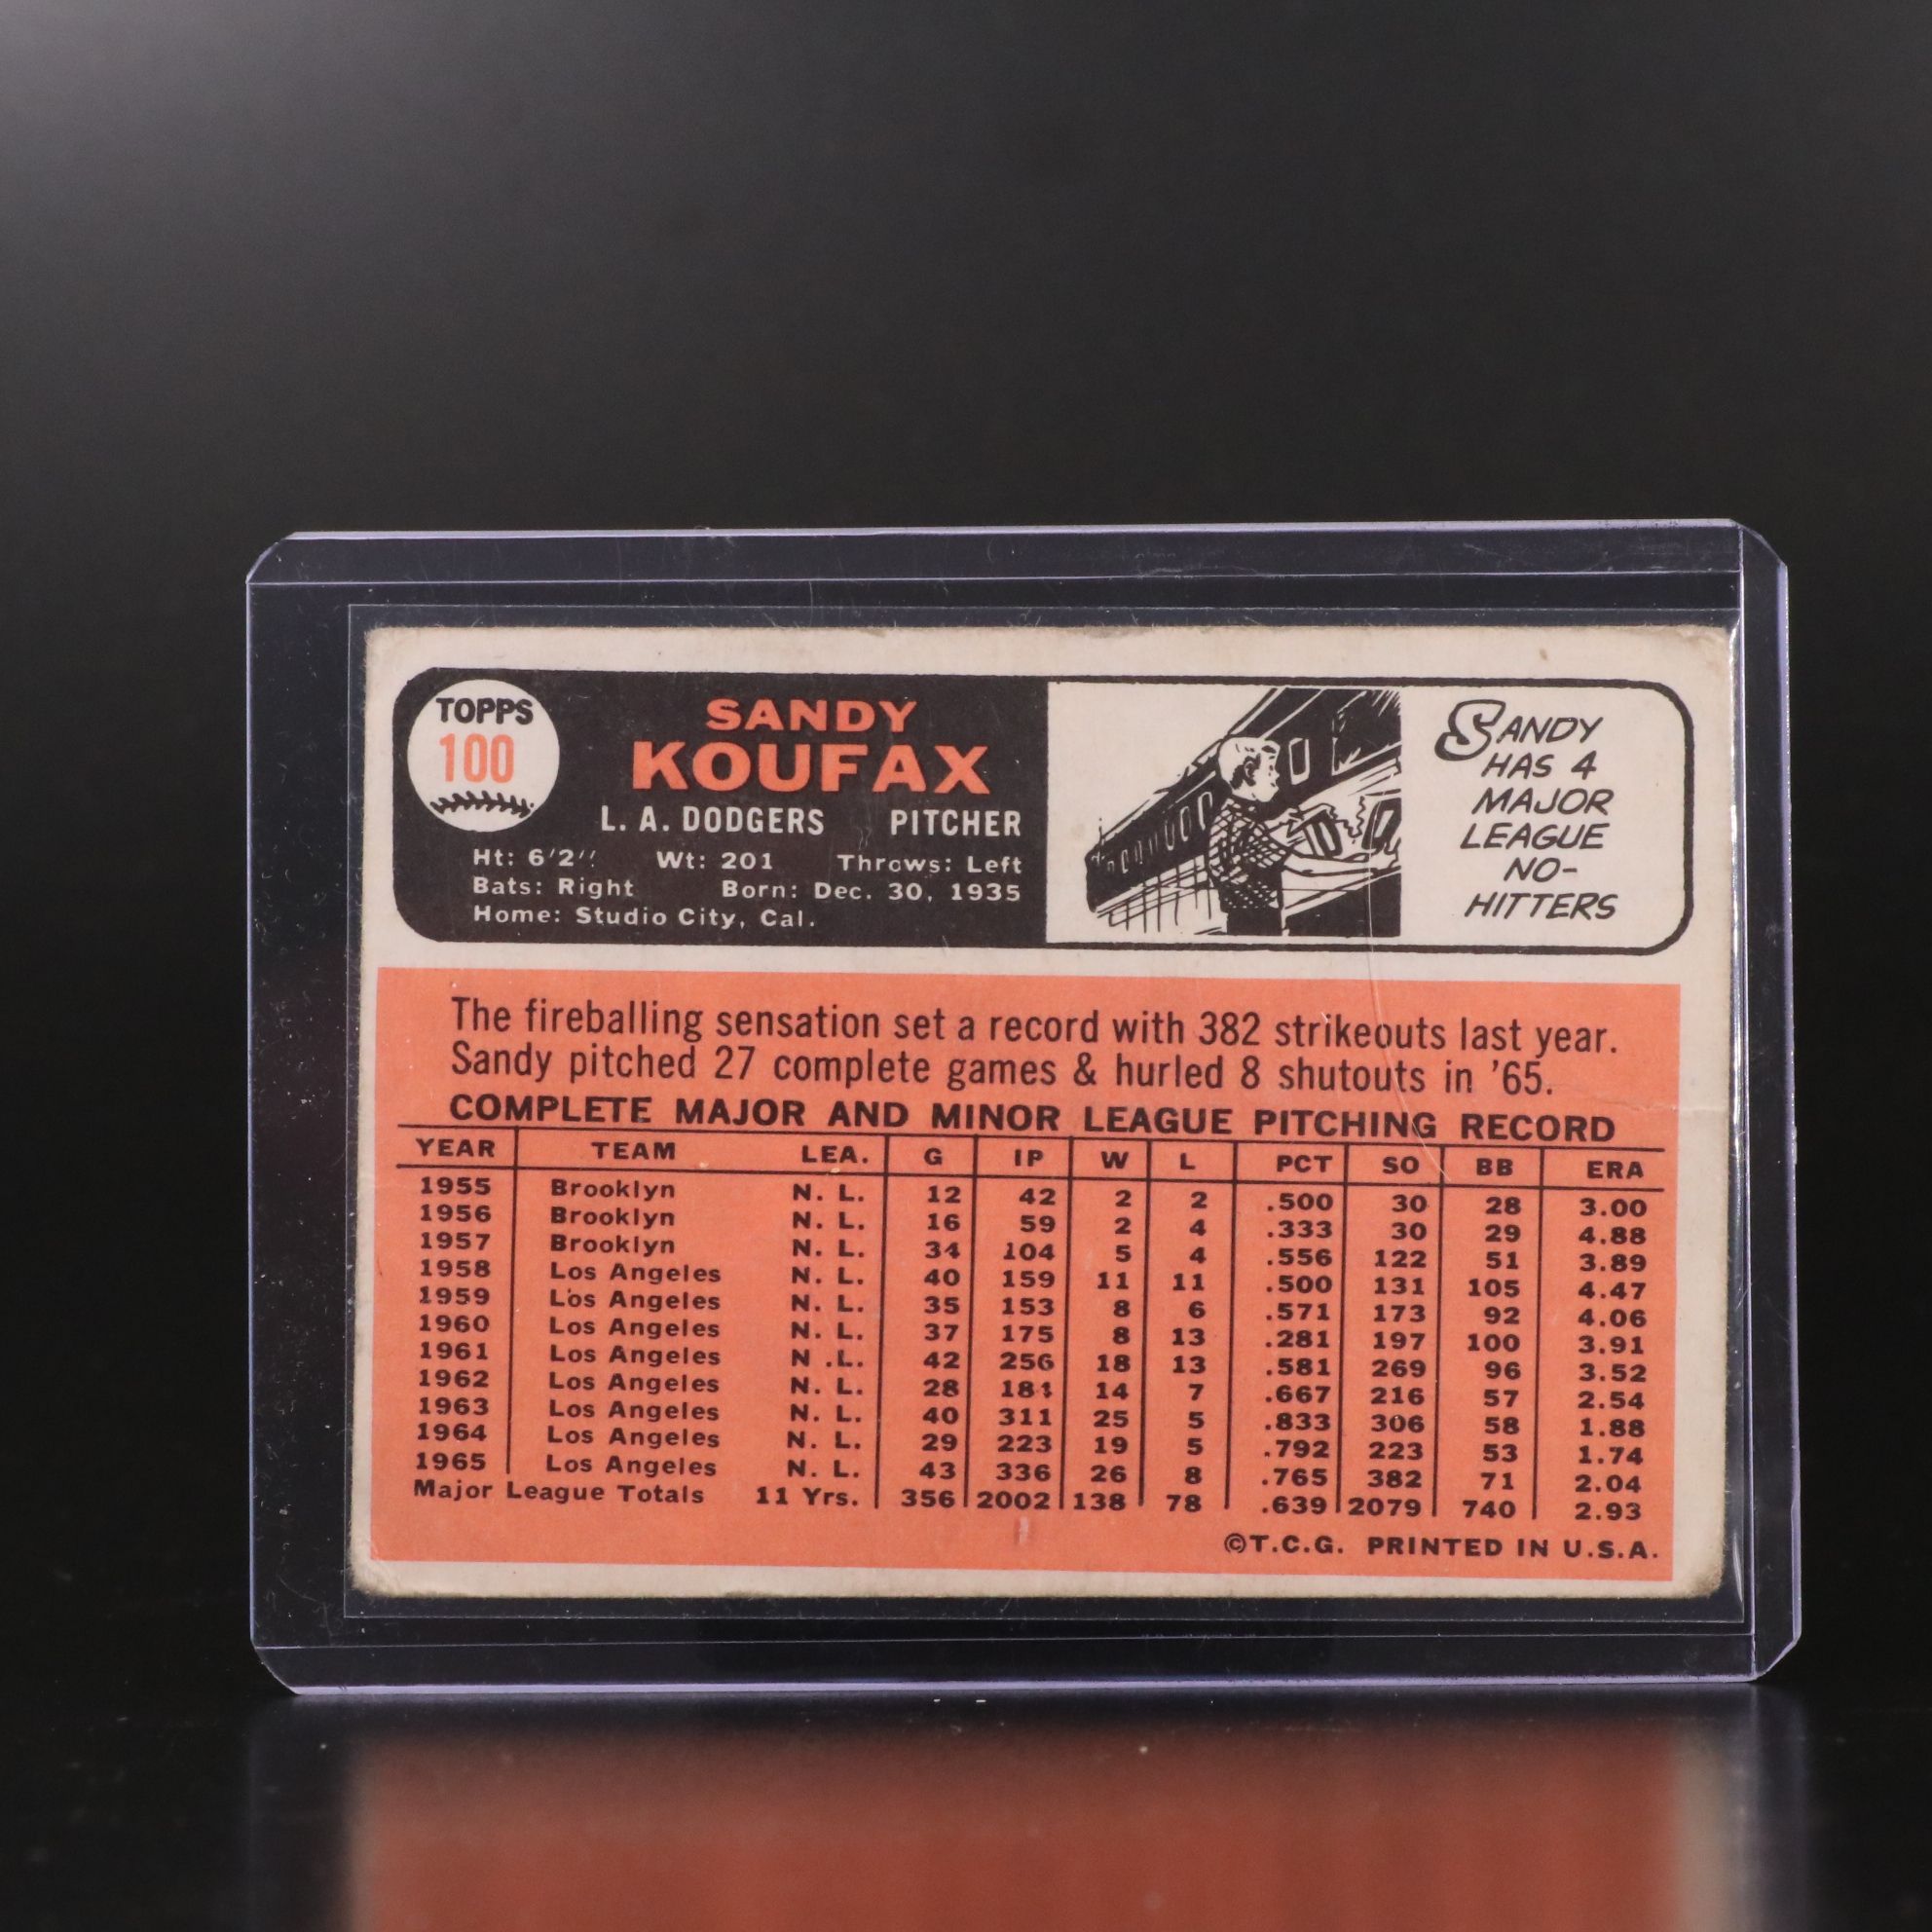 TOPPS
100
SANDY
KOUFAX
L. A. DODGERS PITCHER
Ht: 6'2" Wt: 201 Throws: Left
Bats: Right Born: Dec. 30, 1935
Home: Studio City, Cal.
SANDY
HAS 4
MAJOR
LEAGUE
NO-
HITTERS
The fireballing sensation set a record with 382 strikeouts last year.
Sandy pitched 27 complete games & hurled 8 shutouts in '65.
COMPLETE MAJOR AND MINOR LEAGUE PITCHING RECORD
YEAR TEAM LEA. G IP W L PCT SO BB ERA
1955 Brooklyn N. L. 12 42 2 2 .500 30 28 3.00
1956 Brooklyn N. L. 16 59 2 4 .333 30 29 4.88
1957 Brooklyn N. L. 34 104 5 4 .556 122 51 3.89
1958 Los Angeles N. L. 40 159 11 11 .500 131 105 4.47
1959 Los Angeles N. L. 35 153 8 6 .571 173 92 4.06
1960 Los Angeles N. L. 37 175 8 13 .281 197 100 3.91
1961 Los Angeles N .L. 42 256 18 13 .581 269 96 3.52
1962 Los Angeles N. L. 28 184 14 7 .667 216 57 2.54
1963 Los Angeles N. L. 40 311 25 5 .833 306 58 1.88
1964 Los Angeles N. L. 29 223 19 5 .792 223 53 1.74
1965 Los Angeles N. L. 43 336 26 8 .765 382 71 2.04
Major League Totals 11 Yrs. 356 2002 138 78 .639 2079 740 2.93
©T.C.G. PRINTED IN U.S.A.